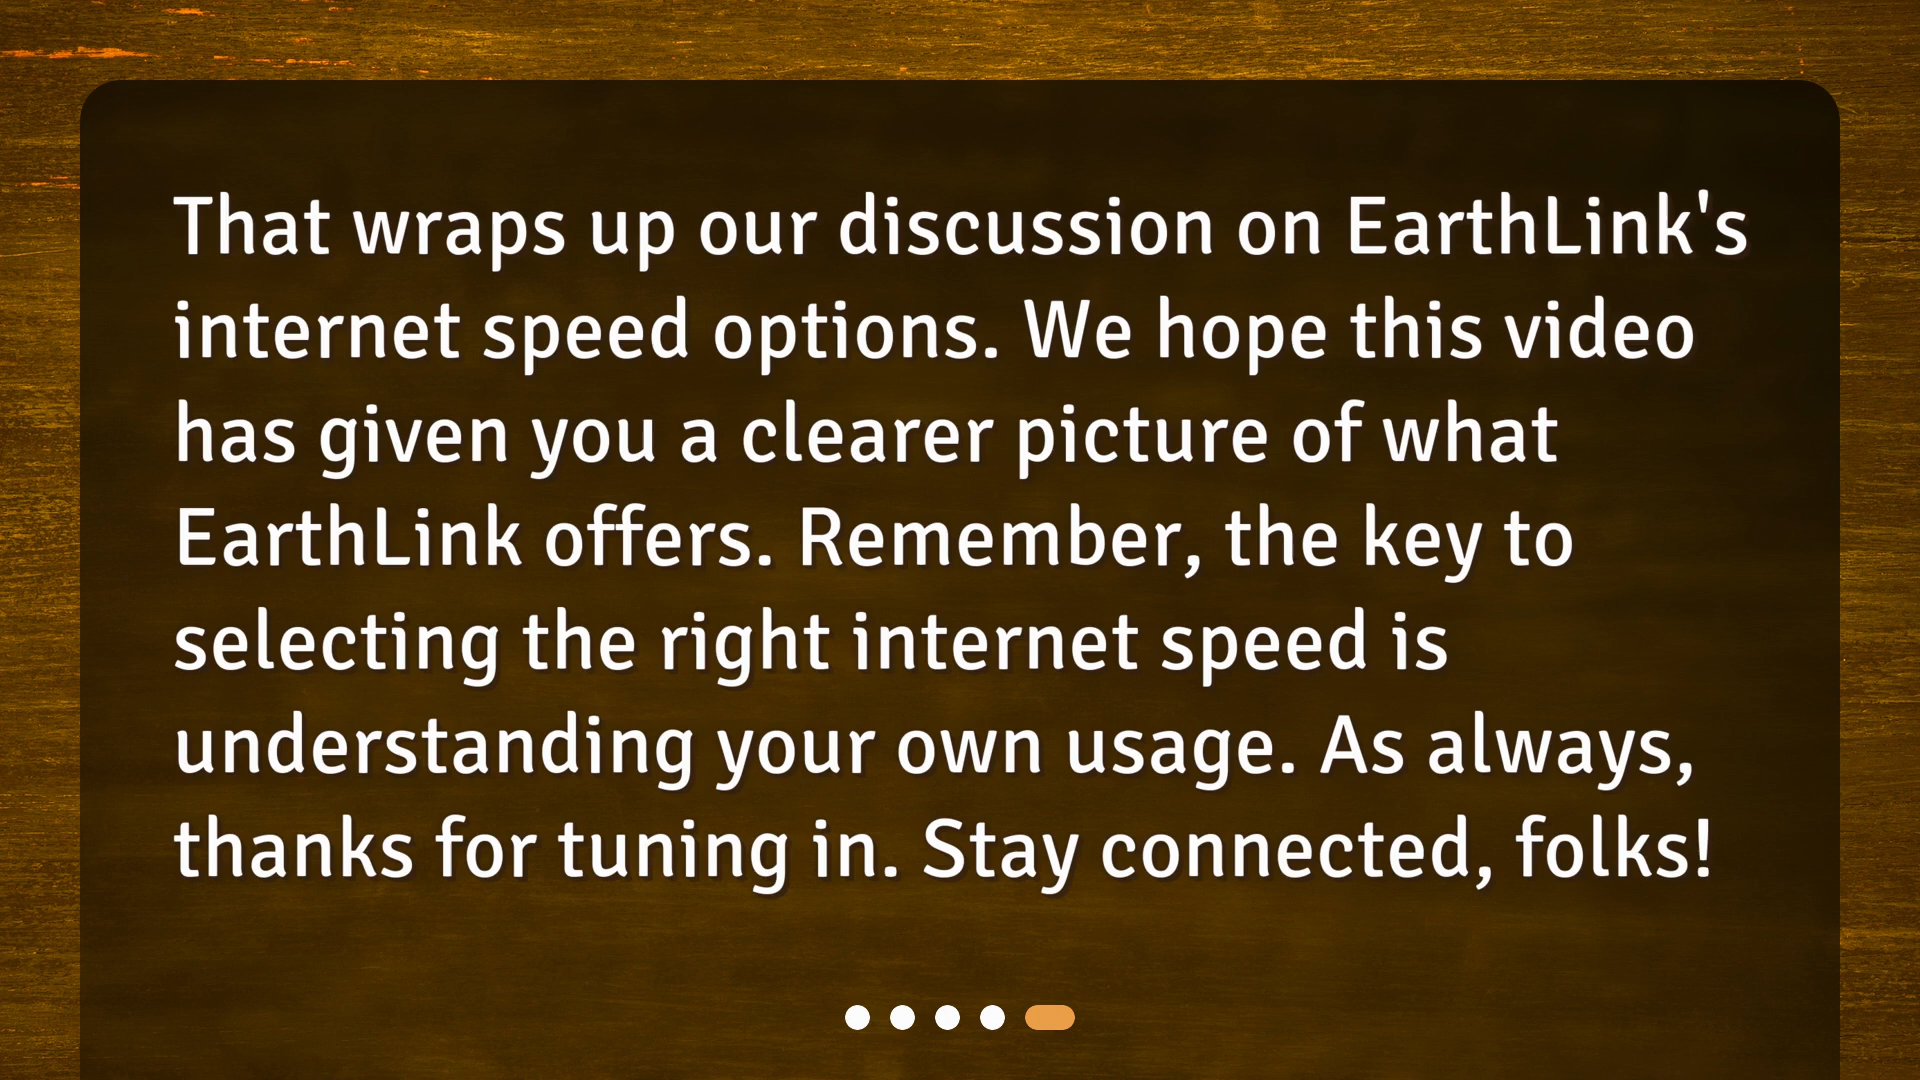 That wraps up our discussion on EarthLink's
internet speed options. We hope this video
has given you a clearer picture of what
EarthLink offers. Remember, the key to
selecting the right internet speed is
understanding your own usage. As always,
thanks for tuning in. Stay connected, folks!